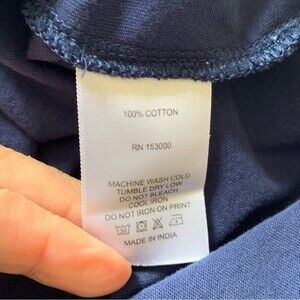 100% COTTON
RN 153000
MACHINE WASH COLD
TUMBLE DRY LOW
DO NOT BLEACH
COOL IRON
DO NOT IRON ON PRINT
MADE IN INDIA